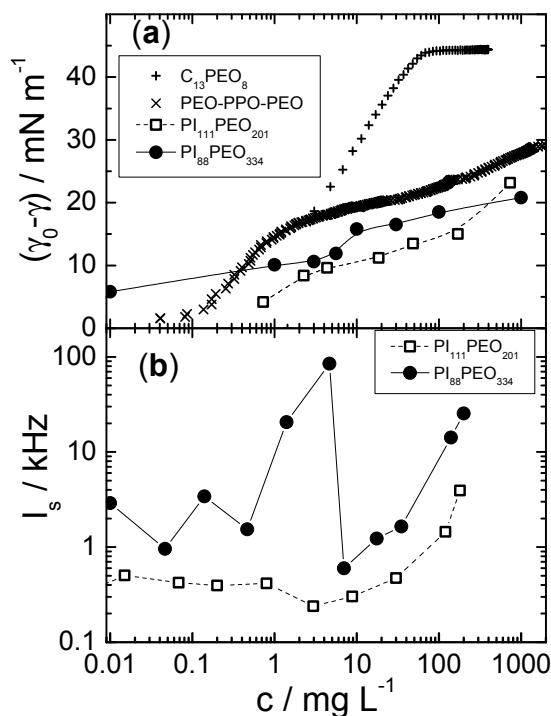 (a)
C₁₃PEO₈
PEO-PPO-PEO
PI₁₁₁PEO₂₀₁
PI₈₈PEO₃₃₄
(γ₀-γ) / mN m⁻¹
40
30
20
10
0
(b)
PI₁₁₁PEO₂₀₁
PI₈₈PEO₃₃₄
Iₛ / kHz
100
10
1
0.1
0.01 0.1 1 10 100 1000
c / mg L⁻¹